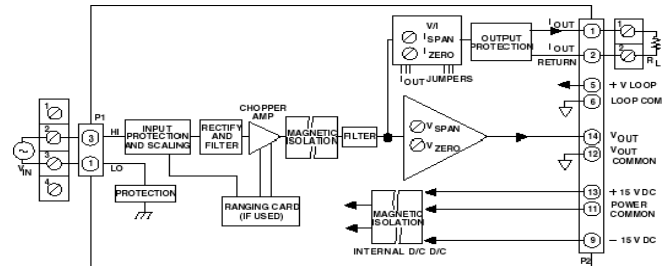 V/I
I SPAN
I ZERO
I OUT JUMPERS
OUTPUT
PROTECTION
I OUT
I OUT
RETURN
1
2
1
2
R L
5
+ V LOOP
6
LOOP COM
P1
1
2
3
4
V IN
3
1
HI
LO
INPUT
PROTECTION
AND SCALING
RECTIFY
AND
FILTER
CHOPPER
AMP
MAGNETIC
ISOLATION
FILTER
V SPAN
V ZERO
14
V OUT
12
V OUT
COMMON
PROTECTION
RANGING CARD
(IF USED)
MAGNETIC
ISOLATION
INTERNAL D/C D/C
13
+ 15 V DC
11
POWER
COMMON
9
− 15 V DC
P2